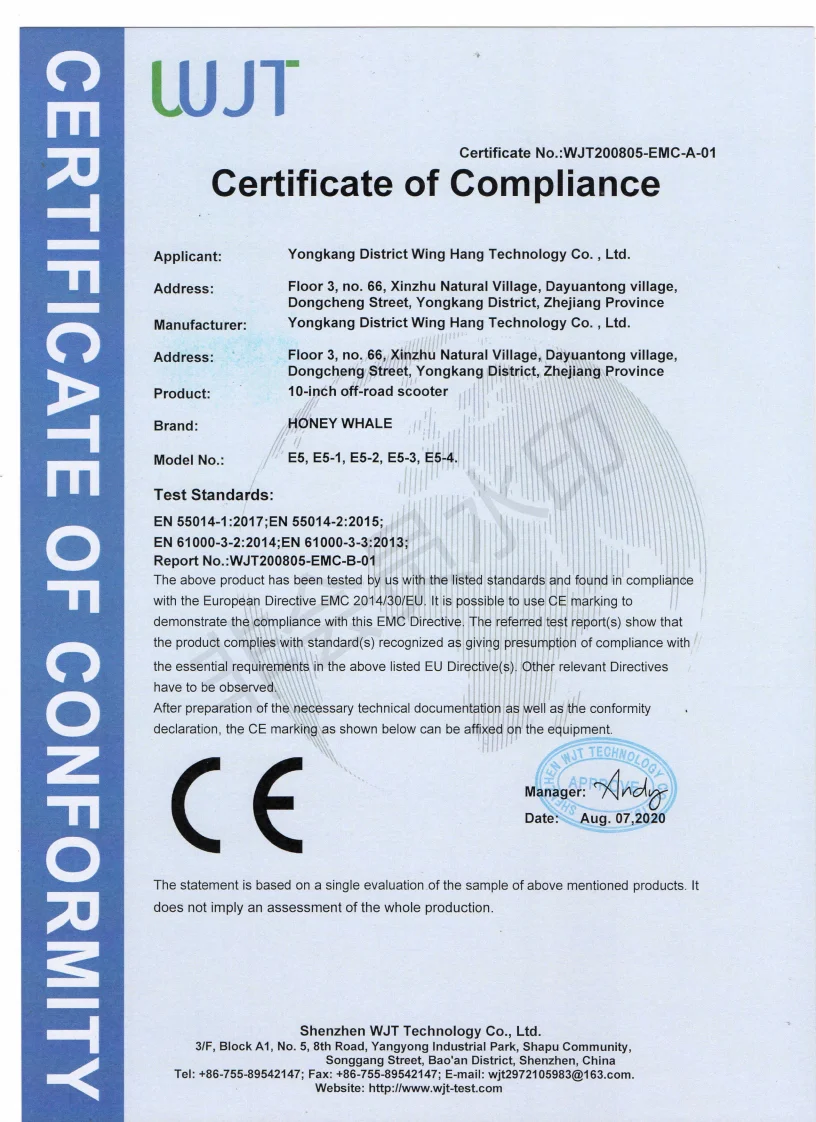 CERTIFICATE OF CONFORMITY
WJT
Certificate No.:WJT200805-EMC-A-01
Certificate of Compliance
Applicant: Yongkang District Wing Hang Technology Co. , Ltd.
Address: Floor 3, no. 66, Xinzhu Natural Village, Dayuantong village,
Dongcheng Street, Yongkang District, Zhejiang Province
Manufacturer: Yongkang District Wing Hang Technology Co. , Ltd.
Address: Floor 3, no. 66, Xinzhu Natural Village, Dayuantong village,
Dongcheng Street, Yongkang District, Zhejiang Province
Product: 10-inch off-road scooter
Brand: HONEY WHALE
Model No.: E5, E5-1, E5-2, E5-3, E5-4.
Test Standards:
EN 55014-1:2017;EN 55014-2:2015;
EN 61000-3-2:2014;EN 61000-3-3:2013;
Report No.:WJT200805-EMC-B-01
The above product has been tested by us with the listed standards and found in compliance
with the European Directive EMC 2014/30/EU. It is possible to use CE marking to
demonstrate the compliance with this EMC Directive. The referred test report(s) show that
the product complies with standard(s) recognized as giving presumption of compliance with
the essential requirements in the above listed EU Directive(s). Other relevant Directives
have to be observed.
After preparation of the necessary technical documentation as well as the conformity
declaration, the CE marking as shown below can be affixed on the equipment.
非会员水印
CE
SHENZHEN WJT TECHNOLOGY CO., LTD
APPROVED
Manager: Andy
Date: Aug. 07,2020
The statement is based on a single evaluation of the sample of above mentioned products. It
does not imply an assessment of the whole production.
Shenzhen WJT Technology Co., Ltd.
3/F, Block A1, No. 5, 8th Road, Yangyong Industrial Park, Shapu Community,
Songgang Street, Bao'an District, Shenzhen, China
Tel: +86-755-89542147; Fax: +86-755-89542147; E-mail: wjt2972105983@163.com.
Website: http://www.wjt-test.com